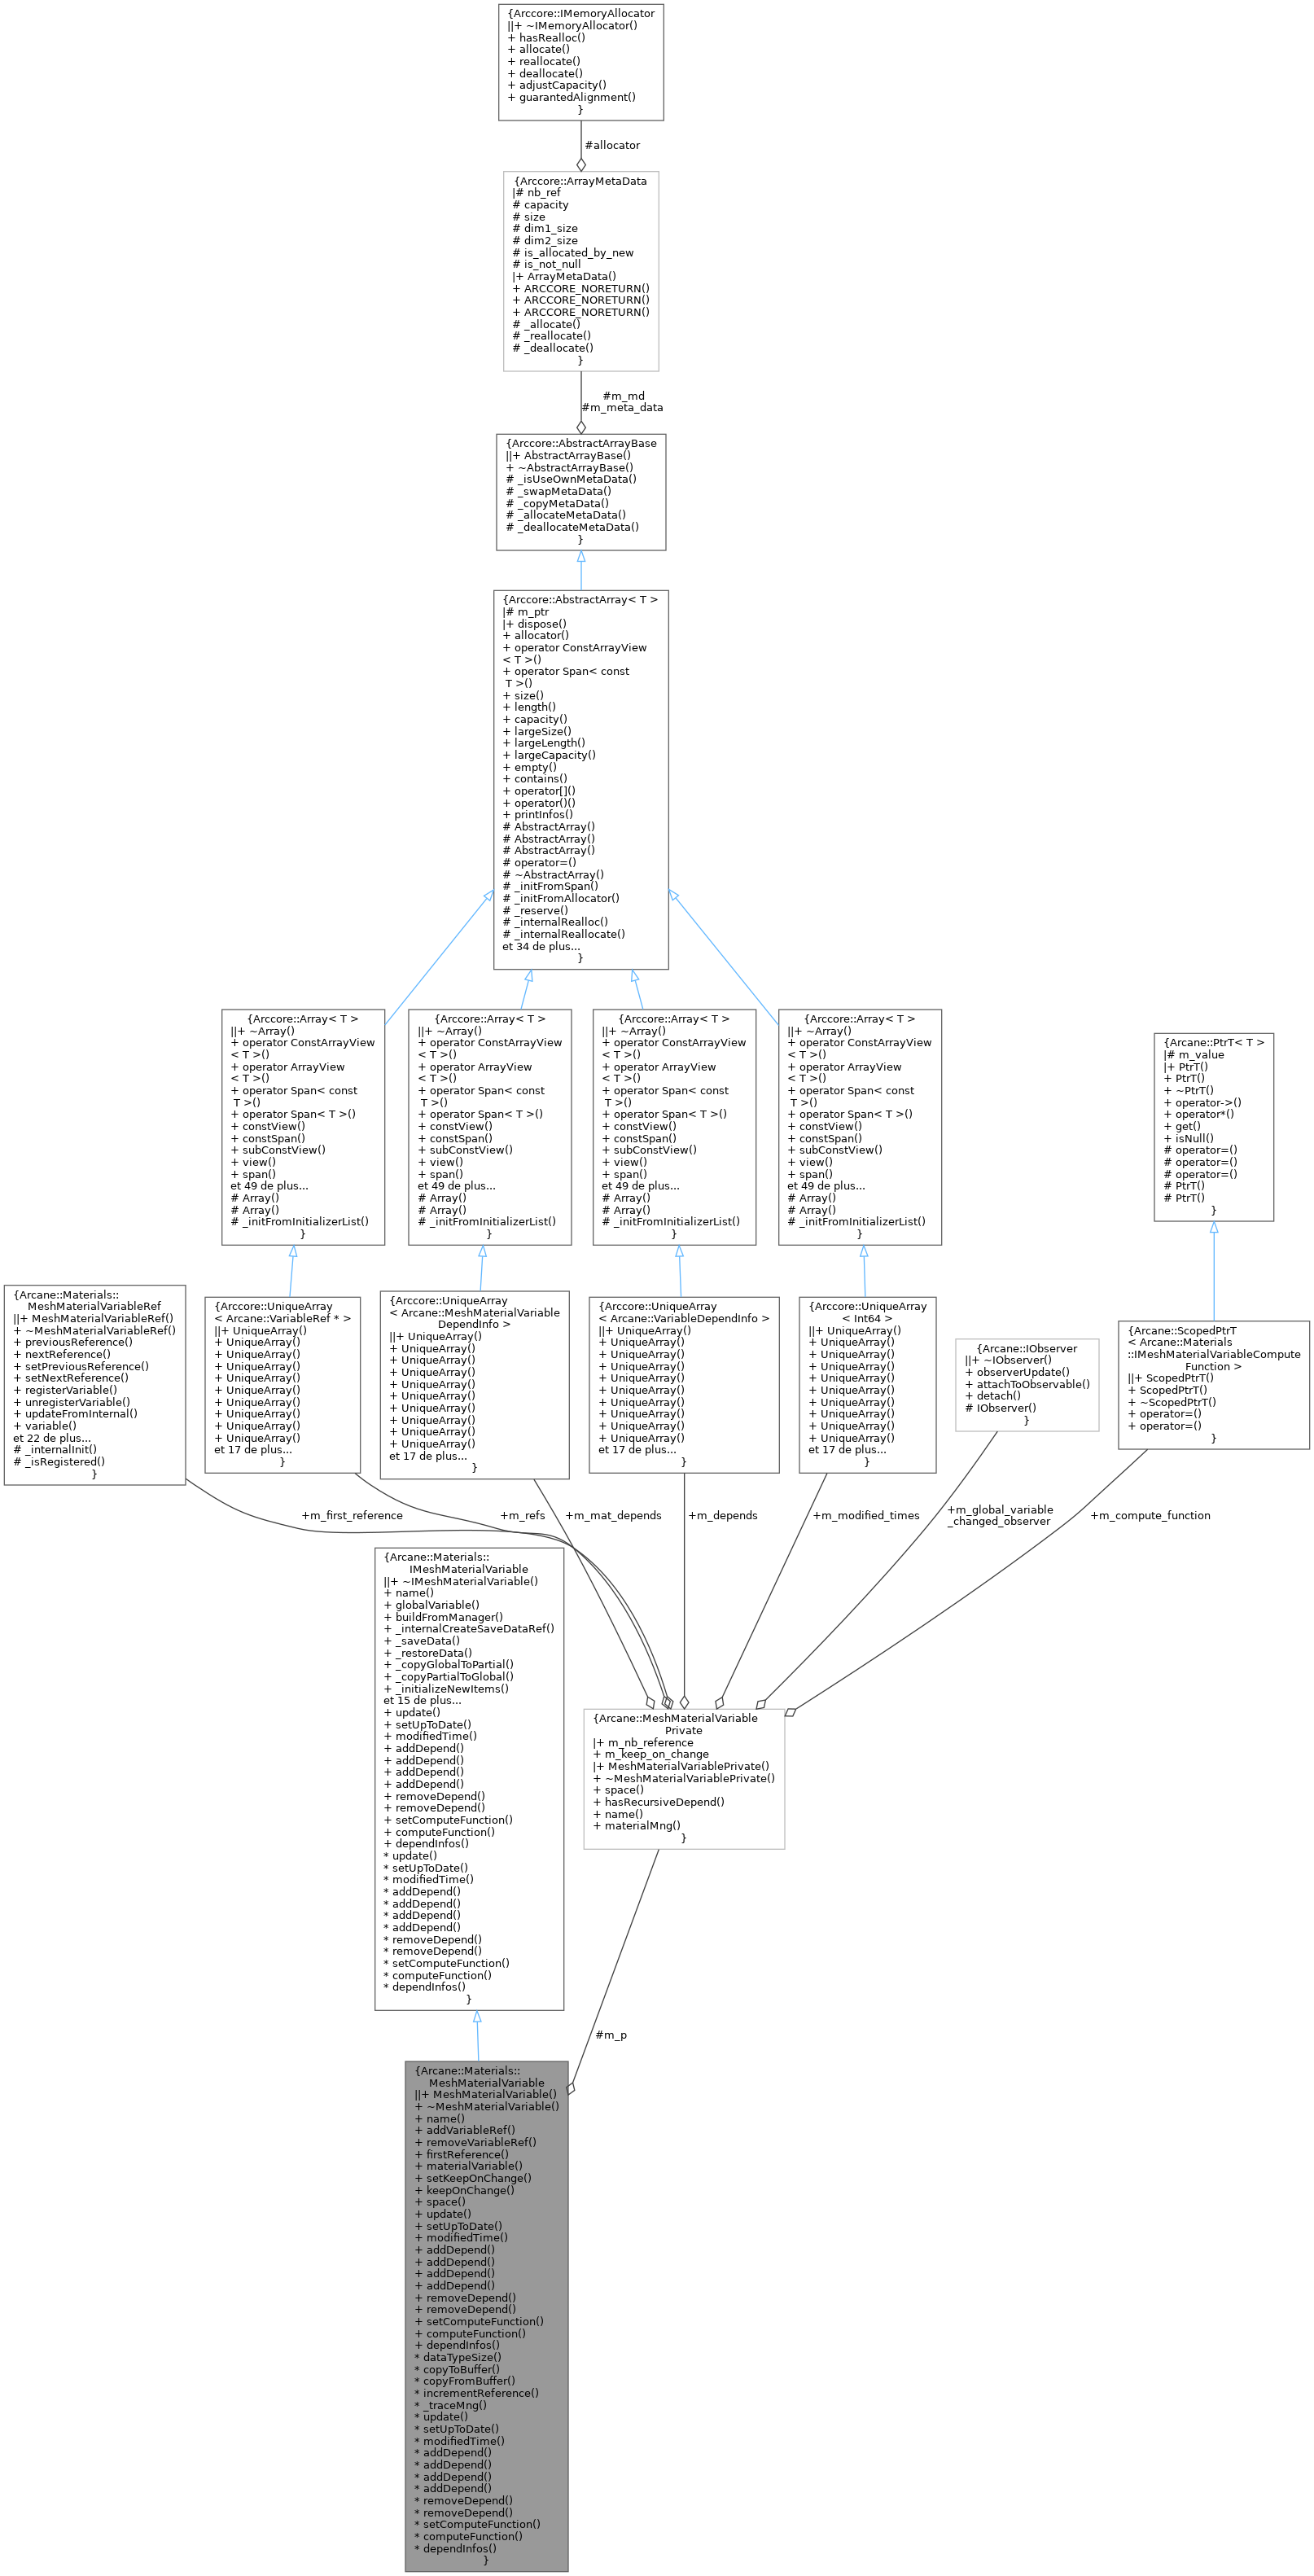 {Arccore::IMemoryAllocator
||+ ~IMemoryAllocator()
+ hasRealloc()
+ allocate()
+ reallocate()
+ deallocate()
+ adjustCapacity()
+ guarantedAlignment()
}
#allocator
{Arccore::ArrayMetaData
|# nb_ref
# capacity
# size
# dim1_size
# dim2_size
# is_allocated_by_new
# is_not_null
|+ ArrayMetaData()
+ ARCCORE_NORETURN()
+ ARCCORE_NORETURN()
+ ARCCORE_NORETURN()
# _allocate()
# _reallocate()
# _deallocate()
}
#m_md
#m_meta_data
{Arccore::AbstractArrayBase
||+ AbstractArrayBase()
+ ~AbstractArrayBase()
# _isUseOwnMetaData()
# _swapMetaData()
# _copyMetaData()
# _allocateMetaData()
# _deallocateMetaData()
}
{Arccore::AbstractArray< T >
|# m_ptr
|+ dispose()
+ allocator()
+ operator ConstArrayView
< T >()
+ operator Span< const
T >()
+ size()
+ length()
+ capacity()
+ largeSize()
+ largeLength()
+ largeCapacity()
+ empty()
+ contains()
+ operator[]()
+ operator()()
+ printInfos()
# AbstractArray()
# AbstractArray()
# AbstractArray()
# operator=()
# ~AbstractArray()
# _initFromSpan()
# _initFromAllocator()
# _reserve()
# _internalRealloc()
# _internalReallocate()
et 34 de plus...
}
{Arccore::Array< T >
||+ ~Array()
+ operator ConstArrayView
< T >()
+ operator ArrayView
< T >()
+ operator Span< const
T >()
+ operator Span< T >()
+ constView()
+ constSpan()
+ subConstView()
+ view()
+ span()
et 49 de plus...
# Array()
# Array()
# _initFromInitializerList()
}
{Arccore::Array< T >
||+ ~Array()
+ operator ConstArrayView
< T >()
+ operator ArrayView
< T >()
+ operator Span< const
T >()
+ operator Span< T >()
+ constView()
+ constSpan()
+ subConstView()
+ view()
+ span()
et 49 de plus...
# Array()
# Array()
# _initFromInitializerList()
}
{Arccore::Array< T >
||+ ~Array()
+ operator ConstArrayView
< T >()
+ operator ArrayView
< T >()
+ operator Span< const
T >()
+ operator Span< T >()
+ constView()
+ constSpan()
+ subConstView()
+ view()
+ span()
et 49 de plus...
# Array()
# Array()
# _initFromInitializerList()
}
{Arccore::Array< T >
||+ ~Array()
+ operator ConstArrayView
< T >()
+ operator ArrayView
< T >()
+ operator Span< const
T >()
+ operator Span< T >()
+ constView()
+ constSpan()
+ subConstView()
+ view()
+ span()
et 49 de plus...
# Array()
# Array()
# _initFromInitializerList()
}
{Arcane::PtrT< T >
|# m_value
|+ PtrT()
+ PtrT()
+ ~PtrT()
+ operator->()
+ operator*()
+ get()
+ isNull()
# operator=()
# operator=()
# operator=()
# PtrT()
# PtrT()
}
{Arcane::Materials::
MeshMaterialVariableRef
||+ MeshMaterialVariableRef()
+ ~MeshMaterialVariableRef()
+ previousReference()
+ nextReference()
+ setPreviousReference()
+ setNextReference()
+ registerVariable()
+ unregisterVariable()
+ updateFromInternal()
+ variable()
et 22 de plus...
# _internalInit()
# _isRegistered()
}
{Arccore::UniqueArray
< Arcane::VariableRef * >
||+ UniqueArray()
+ UniqueArray()
+ UniqueArray()
+ UniqueArray()
+ UniqueArray()
+ UniqueArray()
+ UniqueArray()
+ UniqueArray()
+ UniqueArray()
+ UniqueArray()
et 17 de plus...
}
{Arccore::UniqueArray
< Arcane::MeshMaterialVariable
DependInfo >
||+ UniqueArray()
+ UniqueArray()
+ UniqueArray()
+ UniqueArray()
+ UniqueArray()
+ UniqueArray()
+ UniqueArray()
+ UniqueArray()
+ UniqueArray()
+ UniqueArray()
et 17 de plus...
}
{Arccore::UniqueArray
< Arcane::VariableDependInfo >
||+ UniqueArray()
+ UniqueArray()
+ UniqueArray()
+ UniqueArray()
+ UniqueArray()
+ UniqueArray()
+ UniqueArray()
+ UniqueArray()
+ UniqueArray()
+ UniqueArray()
et 17 de plus...
}
{Arccore::UniqueArray
< Int64 >
||+ UniqueArray()
+ UniqueArray()
+ UniqueArray()
+ UniqueArray()
+ UniqueArray()
+ UniqueArray()
+ UniqueArray()
+ UniqueArray()
+ UniqueArray()
+ UniqueArray()
et 17 de plus...
}
{Arcane::IObserver
||+ ~IObserver()
+ observerUpdate()
+ attachToObservable()
+ detach()
# IObserver()
}
{Arcane::ScopedPtrT
< Arcane::Materials
::IMeshMaterialVariableCompute
Function >
||+ ScopedPtrT()
+ ScopedPtrT()
+ ~ScopedPtrT()
+ operator=()
+ operator=()
}
+m_first_reference
+m_refs
+m_mat_depends
+m_depends
+m_modified_times
+m_global_variable
_changed_observer
+m_compute_function
{Arcane::Materials::
IMeshMaterialVariable
||+ ~IMeshMaterialVariable()
+ name()
+ globalVariable()
+ buildFromManager()
+ _internalCreateSaveDataRef()
+ _saveData()
+ _restoreData()
+ _copyGlobalToPartial()
+ _copyPartialToGlobal()
+ _initializeNewItems()
et 15 de plus...
+ update()
+ setUpToDate()
+ modifiedTime()
+ addDepend()
+ addDepend()
+ addDepend()
+ addDepend()
+ removeDepend()
+ removeDepend()
+ setComputeFunction()
+ computeFunction()
+ dependInfos()
* update()
* setUpToDate()
* modifiedTime()
* addDepend()
* addDepend()
* addDepend()
* addDepend()
* removeDepend()
* removeDepend()
* setComputeFunction()
* computeFunction()
* dependInfos()
}
{Arcane::MeshMaterialVariable
Private
|+ m_nb_reference
+ m_keep_on_change
|+ MeshMaterialVariablePrivate()
+ ~MeshMaterialVariablePrivate()
+ space()
+ hasRecursiveDepend()
+ name()
+ materialMng()
}
#m_p
{Arcane::Materials::
MeshMaterialVariable
||+ MeshMaterialVariable()
+ ~MeshMaterialVariable()
+ name()
+ addVariableRef()
+ removeVariableRef()
+ firstReference()
+ materialVariable()
+ setKeepOnChange()
+ keepOnChange()
+ space()
+ update()
+ setUpToDate()
+ modifiedTime()
+ addDepend()
+ addDepend()
+ addDepend()
+ addDepend()
+ removeDepend()
+ removeDepend()
+ setComputeFunction()
+ computeFunction()
+ dependInfos()
* dataTypeSize()
* copyToBuffer()
* copyFromBuffer()
* incrementReference()
* _traceMng()
* update()
* setUpToDate()
* modifiedTime()
* addDepend()
* addDepend()
* addDepend()
* addDepend()
* removeDepend()
* removeDepend()
* setComputeFunction()
* computeFunction()
* dependInfos()
}